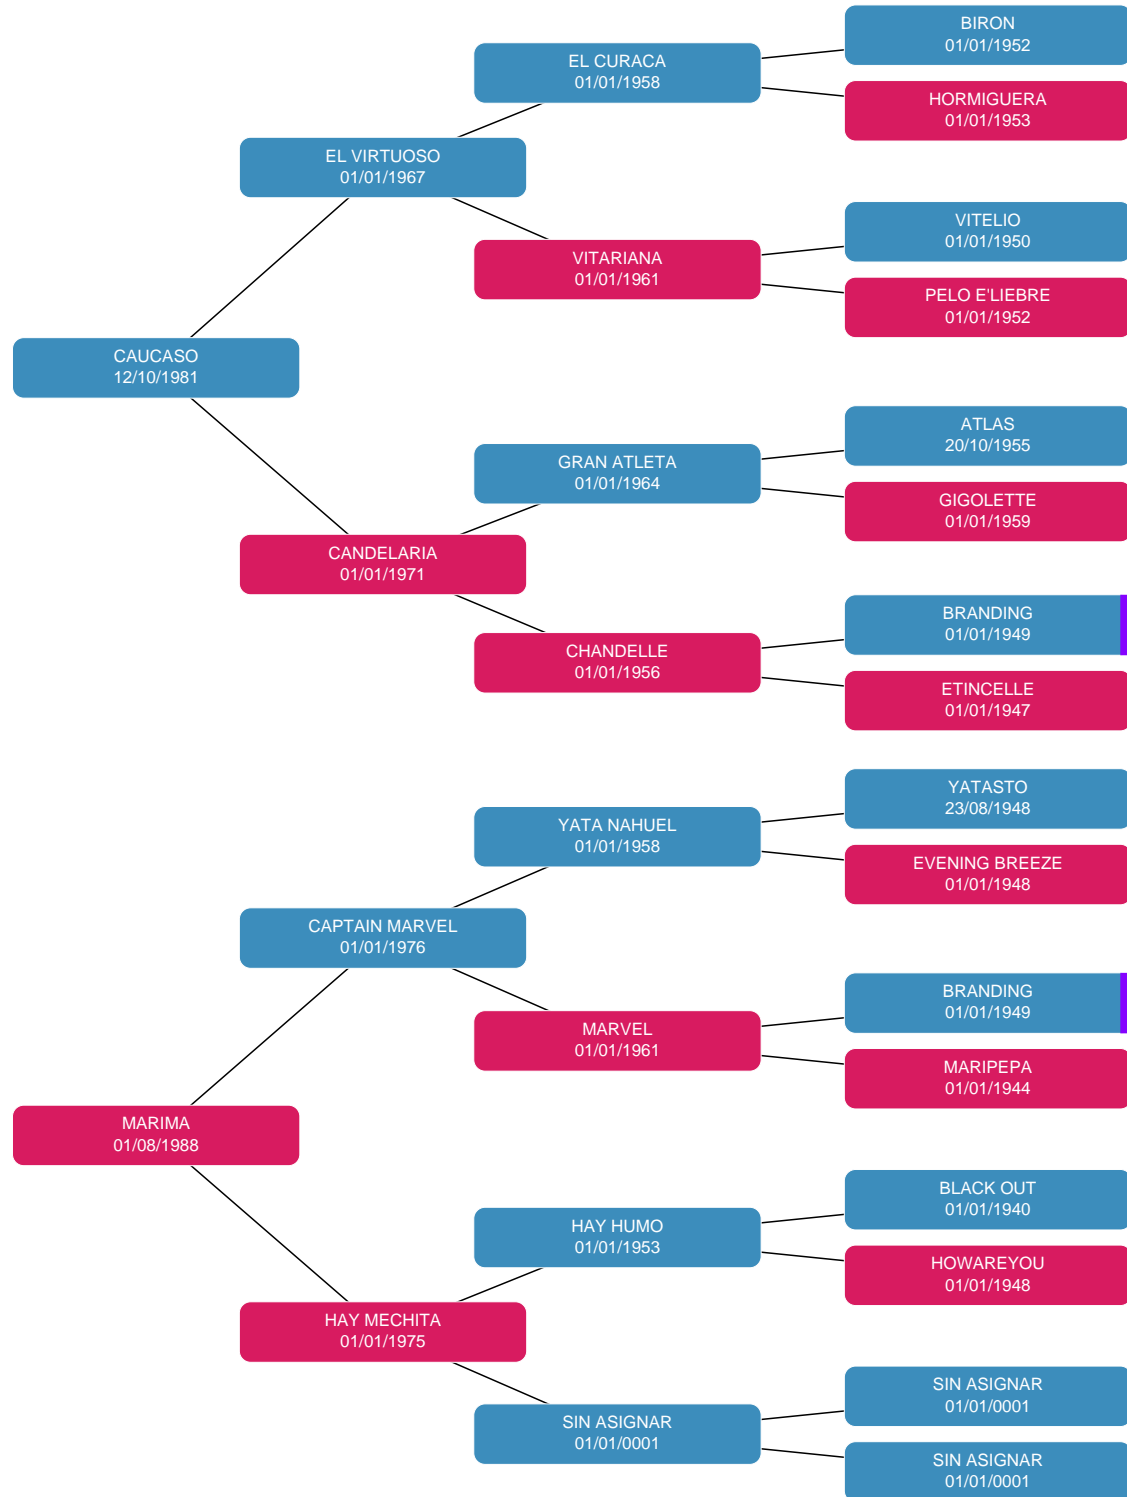 BIRON
01/01/1952
EL CURACA
01/01/1958
HORMIGUERA
01/01/1953
EL VIRTUOSO
01/01/1967
VITELIO
01/01/1950
VITARIANA
01/01/1961
PELO E'LIEBRE
01/01/1952
CAUCASO
12/10/1981
ATLAS
20/10/1955
GRAN ATLETA
01/01/1964
GIGOLETTE
01/01/1959
CANDELARIA
01/01/1971
BRANDING
01/01/1949
CHANDELLE
01/01/1956
ETINCELLE
01/01/1947
YATASTO
23/08/1948
YATA NAHUEL
01/01/1958
EVENING BREEZE
01/01/1948
CAPTAIN MARVEL
01/01/1976
BRANDING
01/01/1949
MARVEL
01/01/1961
MARIPEPA
01/01/1944
MARIMA
01/08/1988
BLACK OUT
01/01/1940
HAY HUMO
01/01/1953
HOWAREYOU
01/01/1948
HAY MECHITA
01/01/1975
SIN ASIGNAR
01/01/0001
SIN ASIGNAR
01/01/0001
SIN ASIGNAR
01/01/0001